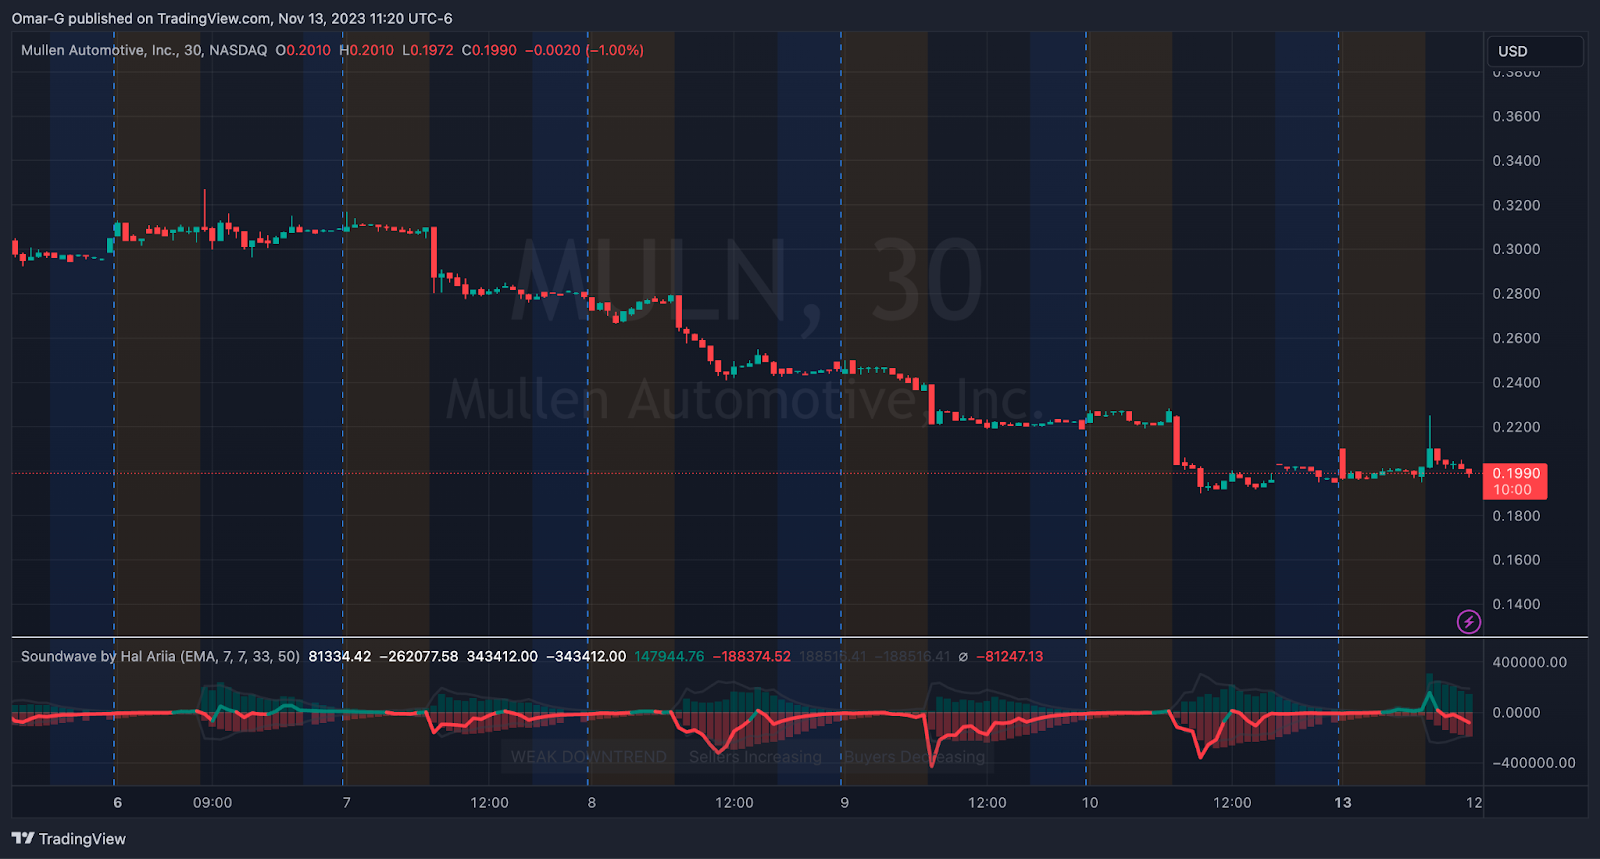 Omar-G published on TradingView.com, Nov 13, 2023 11:20 UTC-6
Mullen Automotive, Inc., 30, NASDAQ O0.2010 H0.2010 L0.1972 C0.1990 −0.0020 (−1.00%)
USD
0.3800
0.3600
0.3400
0.3200
0.3000
MULN, 30
0.2800
0.2600
0.2400
Mullen Automotive, Inc.
0.2200
0.1990
10:00
0.1800
0.1600
0.1400
Soundwave by Hal Ariia (EMA, 7, 7, 33, 50) 81334.42 −262077.58 343412.00 −343412.00 147944.76 −188374.52 188516.41 −188516.41 ∅ −81247.13
400000.00
0.0000
WEAK DOWNTREND Sellers Increasing Buyers Decreasing
−400000.00
6 09:00 7 12:00 8 12:00 9 12:00 10 12:00 13 12
TradingView